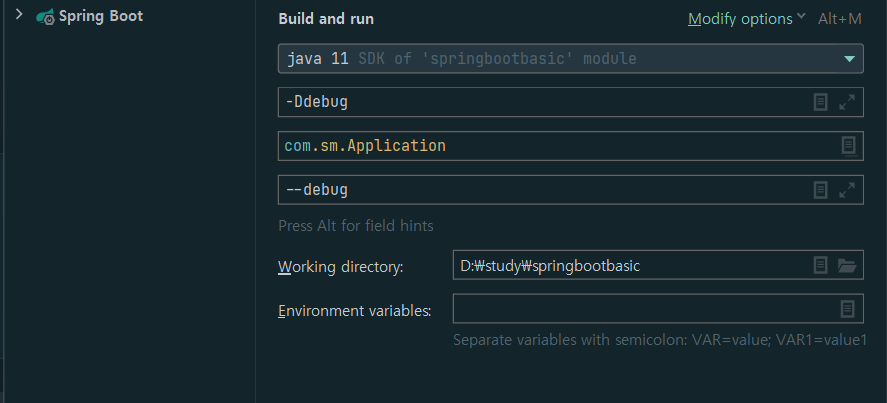 Spring Boot
Build and run
Modify options Alt+M
java 11 SDK of 'springbootbasic' module
-Ddebug
com.sm.Application
--debug
Press Alt for field hints
Working directory: D:₩study₩springbootbasic
Environment variables:
Separate variables with semicolon: VAR=value; VAR1=value1